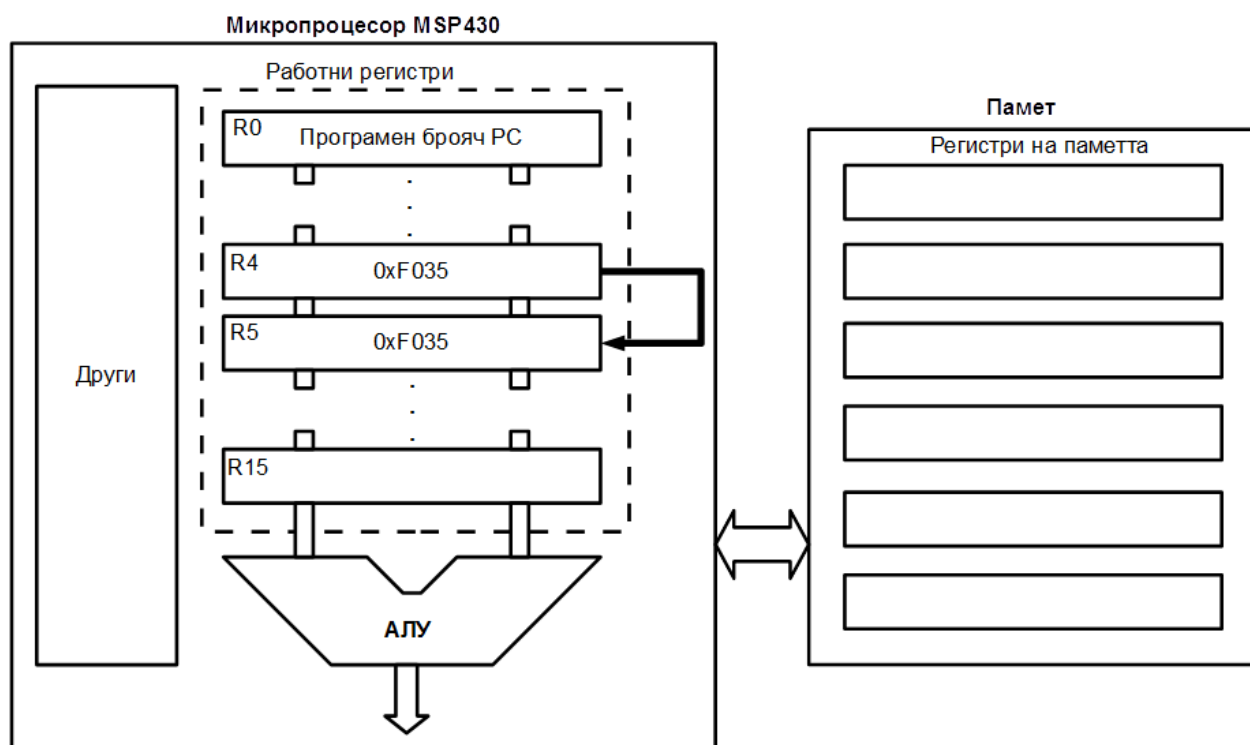 Микропроцесор MSP430
Работни регистри
R0
Програмен брояч PC
R4
0xF035
R5
0xF035
R15
Други
АЛУ
Памет
Регистри на паметта